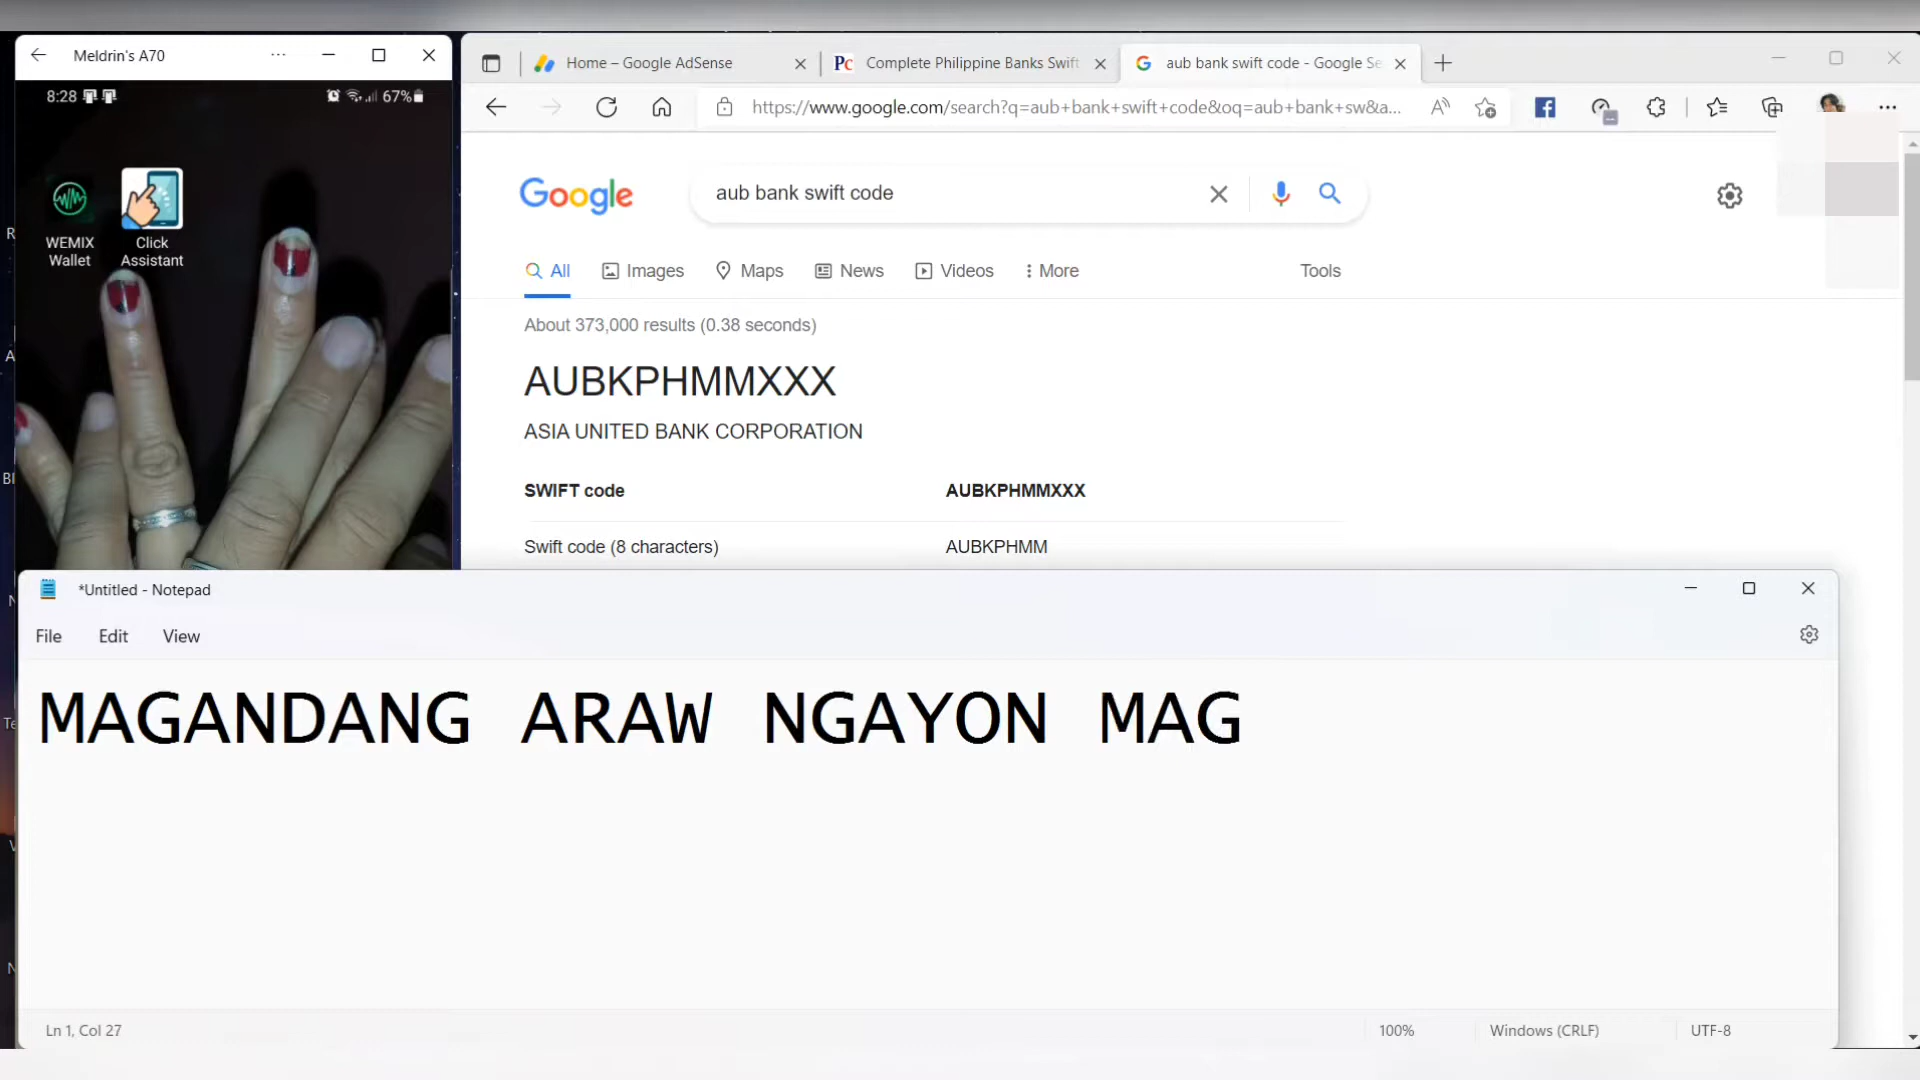 Meldrin's A70
8:28
67%
WEMIX
Wallet
Click
Assistant
Home – Google AdSense
Complete Philippine Banks Swift
aub bank swift code - Google Se
https://www.google.com/search?q=aub+bank+swift+code&oq=aub+bank+sw&a...
Google
aub bank swift code
All
Images
Maps
News
Videos
More
Tools
About 373,000 results (0.38 seconds)
AUBKPHMMXXX
ASIA UNITED BANK CORPORATION
SWIFT code AUBKPHMMXXX
Swift code (8 characters) AUBKPHMM
*Untitled - Notepad
File Edit View
MAGANDANG ARAW NGAYON MAG
Ln 1, Col 27
100%
Windows (CRLF)
UTF-8